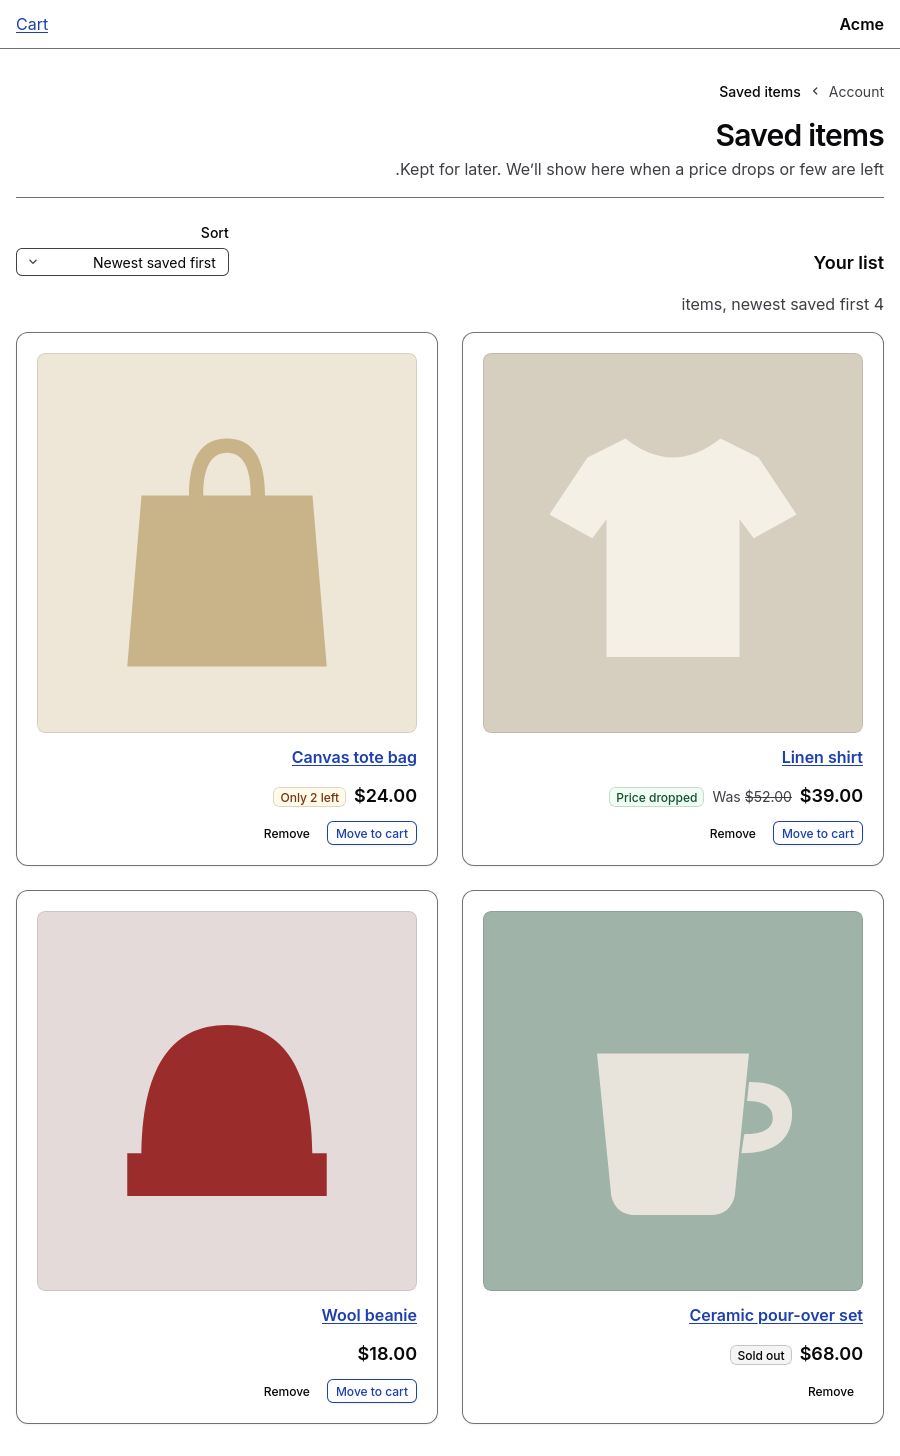 Acme
Cart
Account
Saved items
Saved items
Kept for later. We’ll show here when a price drops or few are left.
Your list
Sort
Newest saved first
4 items, newest saved first
Linen shirt
$39.00 Was $52.00 Price dropped
Move to cart Remove
Canvas tote bag
$24.00 Only 2 left
Move to cart Remove
Ceramic pour-over set
$68.00 Sold out
Remove
Wool beanie
$18.00
Move to cart Remove